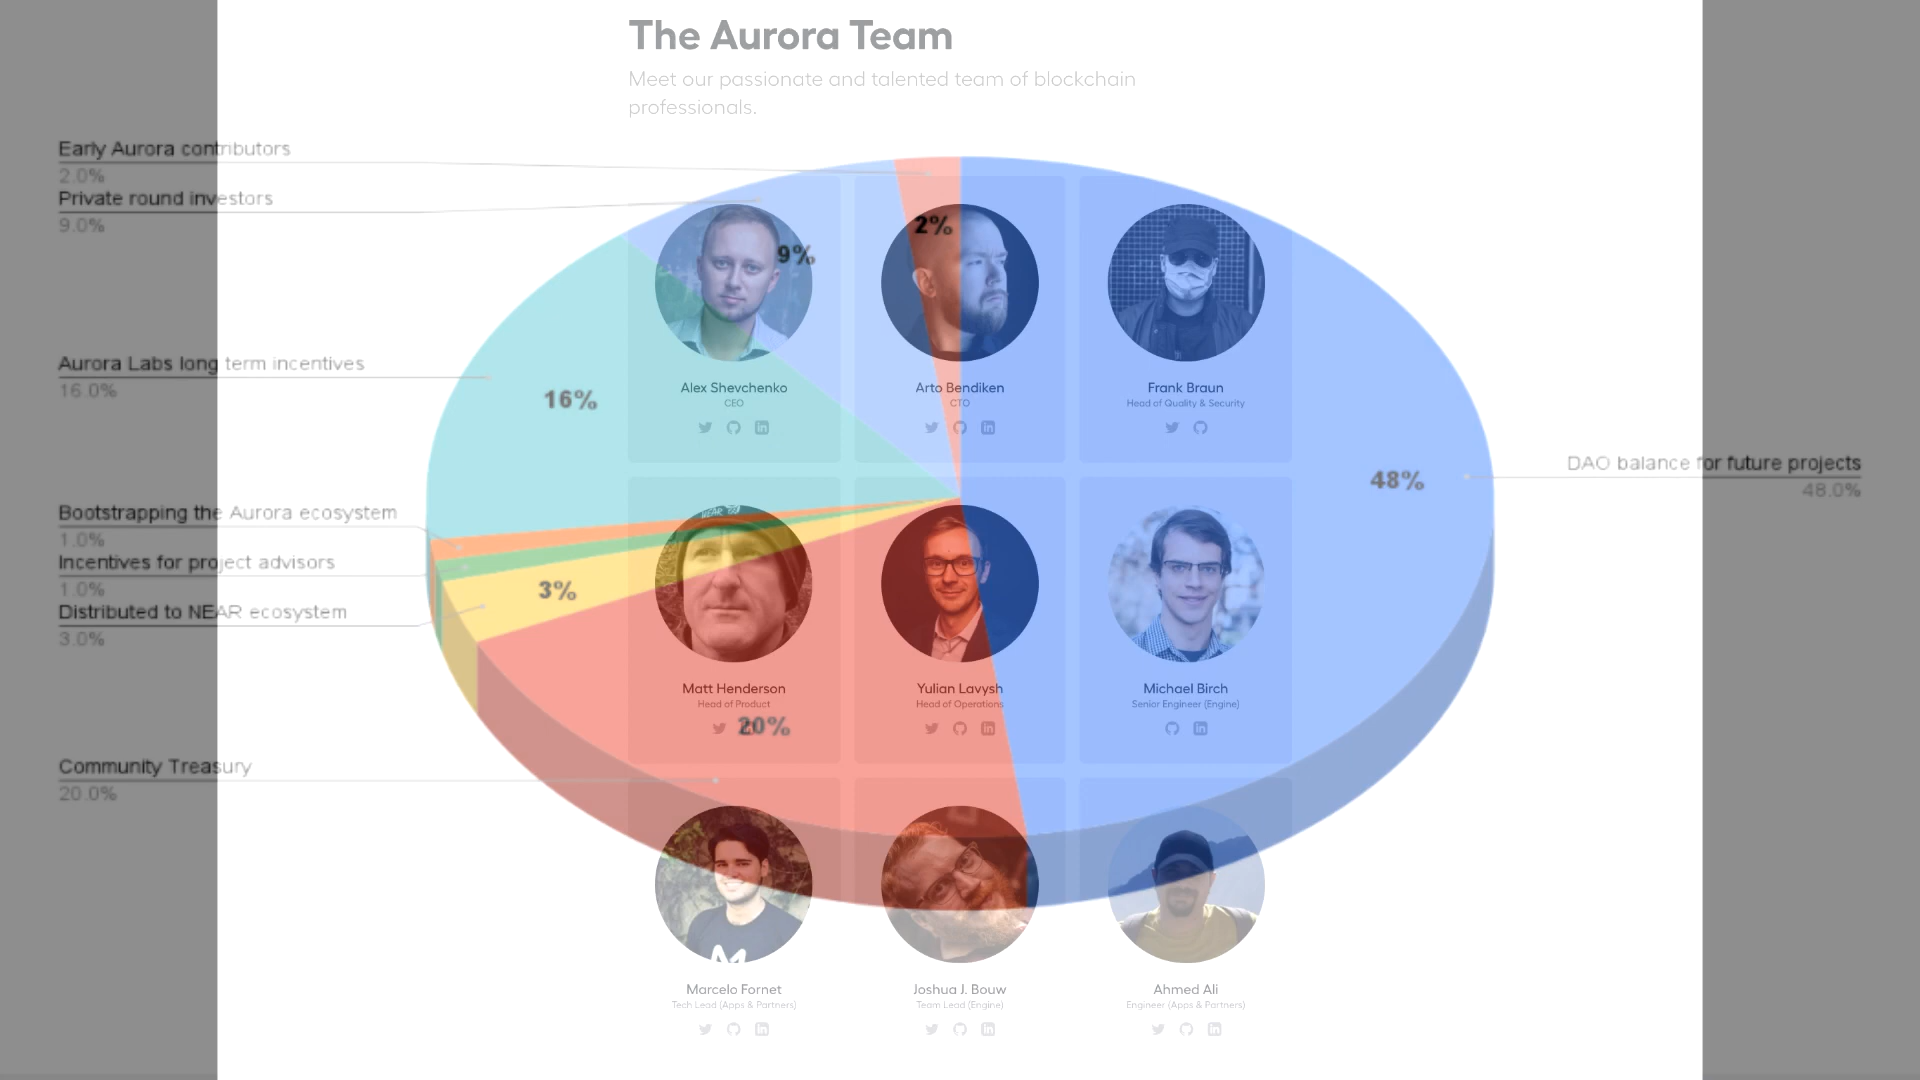 The Aurora Team
Meet our passionate and talented team of blockchain
professionals.
Early Aurora contributors
2.0%
Private round investors
9.0%
Aurora Labs long term incentives
16.0%
Bootstrapping the Aurora ecosystem
1.0%
Incentives for project advisors
1.0%
Distributed to NEAR ecosystem
3.0%
Community Treasury
20.0%
DAO balance for future projects
48.0%
2%
9%
16%
48%
3%
20%
Alex Shevchenko
CEO
Arto Bendiken
CTO
Frank Braun
Head of Quality & Security
Matt Henderson
Head of Product
Yulian Lavysh
Head of Operations
Michael Birch
Senior Engineer (Engine)
Marcelo Fornet
Tech Lead (Apps & Partners)
Joshua J. Bouw
Team Lead (Engine)
Ahmed Ali
Engineer (Apps & Partners)